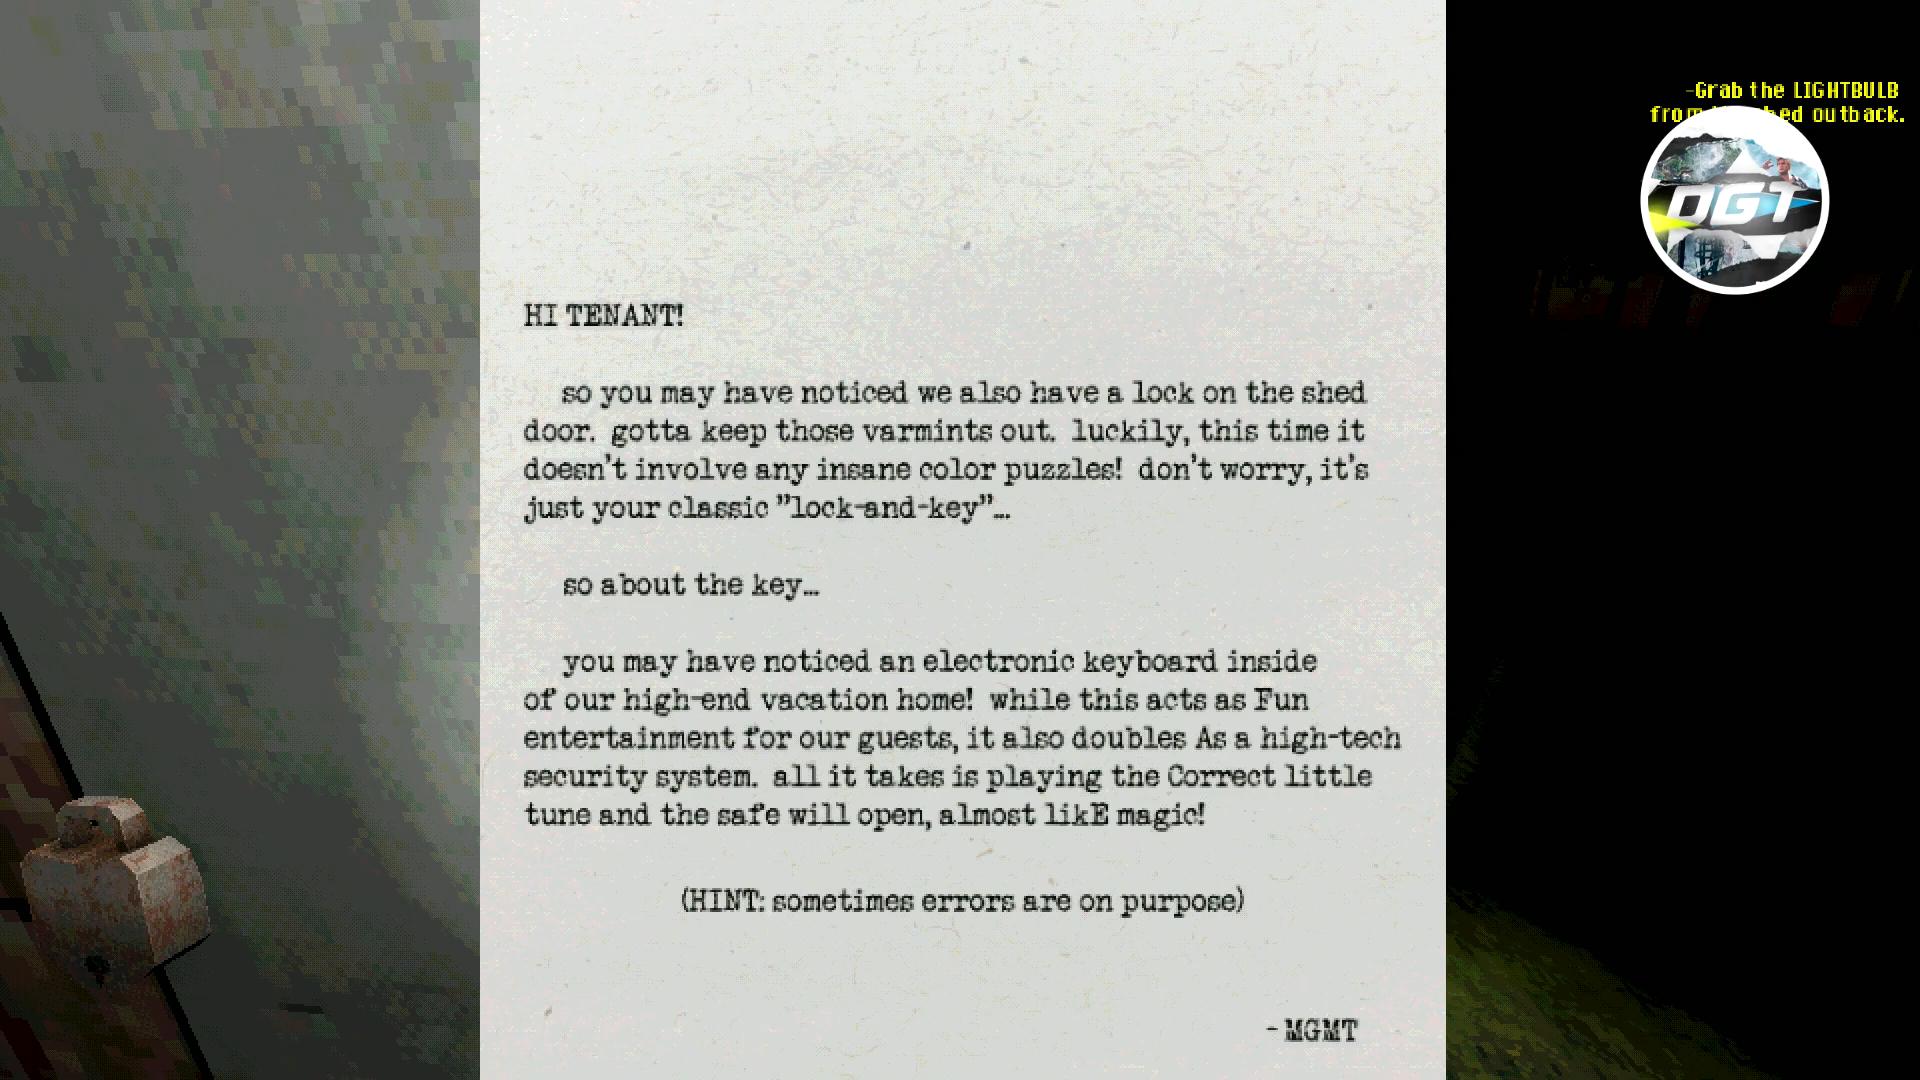 -Grab the LIGHTBULB
outback.
DGT
HI TENANT!
so you may have noticed we also have a lock on the shed
door. gotta keep those varmints out. luckily, this time it
doesn't involve any insane color puzzles! don't worry, it's
just your classic "lock-and-key"...
so about the key...
you may have noticed an electronic keyboard inside
of our high-end vacation home! while this acts as Fun
entertainment for our guests, it also doubles As a high-tech
security system. all it takes is playing the Correct little
tune and the safe will open, almost likE magic!
(HINT: sometimes errors are on purpose)
- MGMT